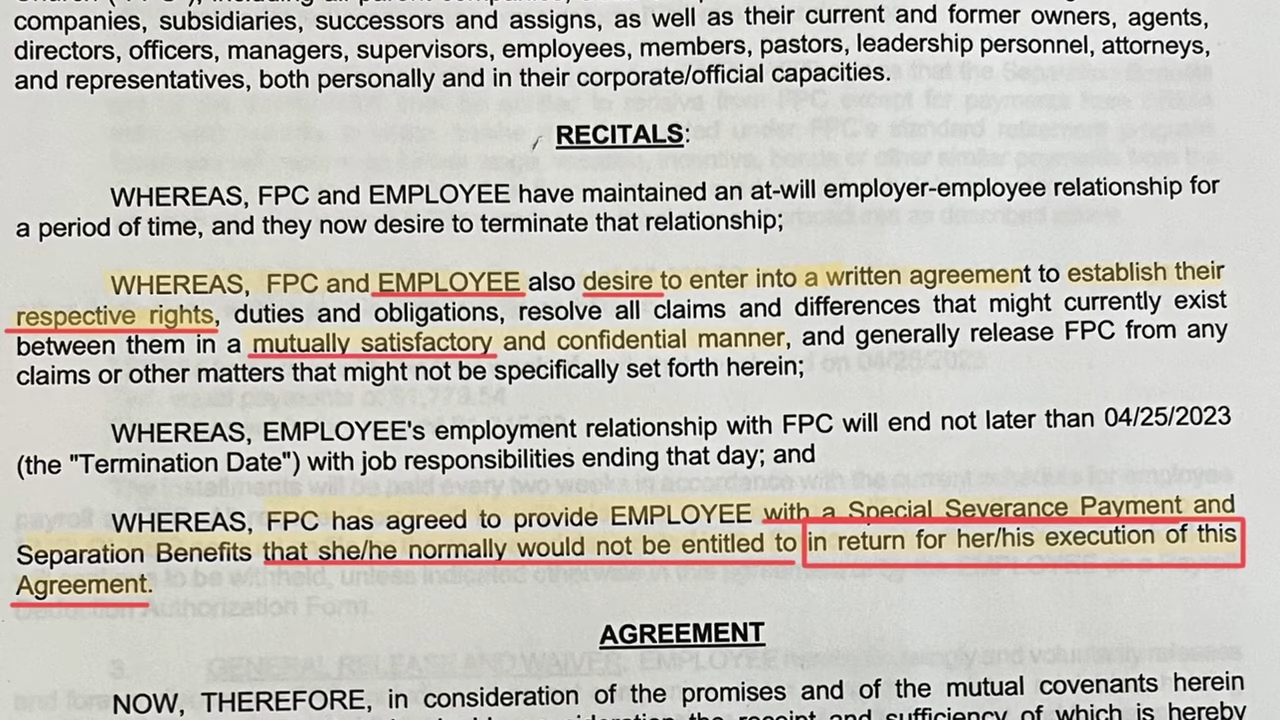 companies, subsidiaries, successors and assigns, as well as their current and former owners, agents,
directors, officers, managers, supervisors, employees, members, pastors, leadership personnel, attorneys,
and representatives, both personally and in their corporate/official capacities.
RECITALS:
WHEREAS, FPC and EMPLOYEE have maintained an at-will employer-employee relationship for
a period of time, and they now desire to terminate that relationship;
WHEREAS, FPC and EMPLOYEE also desire to enter into a written agreement to establish their
respective rights, duties and obligations, resolve all claims and differences that might currently exist
between them in a mutually satisfactory and confidential manner, and generally release FPC from any
claims or other matters that might not be specifically set forth herein;
WHEREAS, EMPLOYEE's employment relationship with FPC will end not later than 04/25/2023
(the "Termination Date") with job responsibilities ending that day; and
WHEREAS, FPC has agreed to provide EMPLOYEE with a Special Severance Payment and
Separation Benefits that she/he normally would not be entitled to in return for her/his execution of this
Agreement.
AGREEMENT
NOW, THEREFORE, in consideration of the promises and of the mutual covenants herein
the receipt and sufficiency of which is hereby